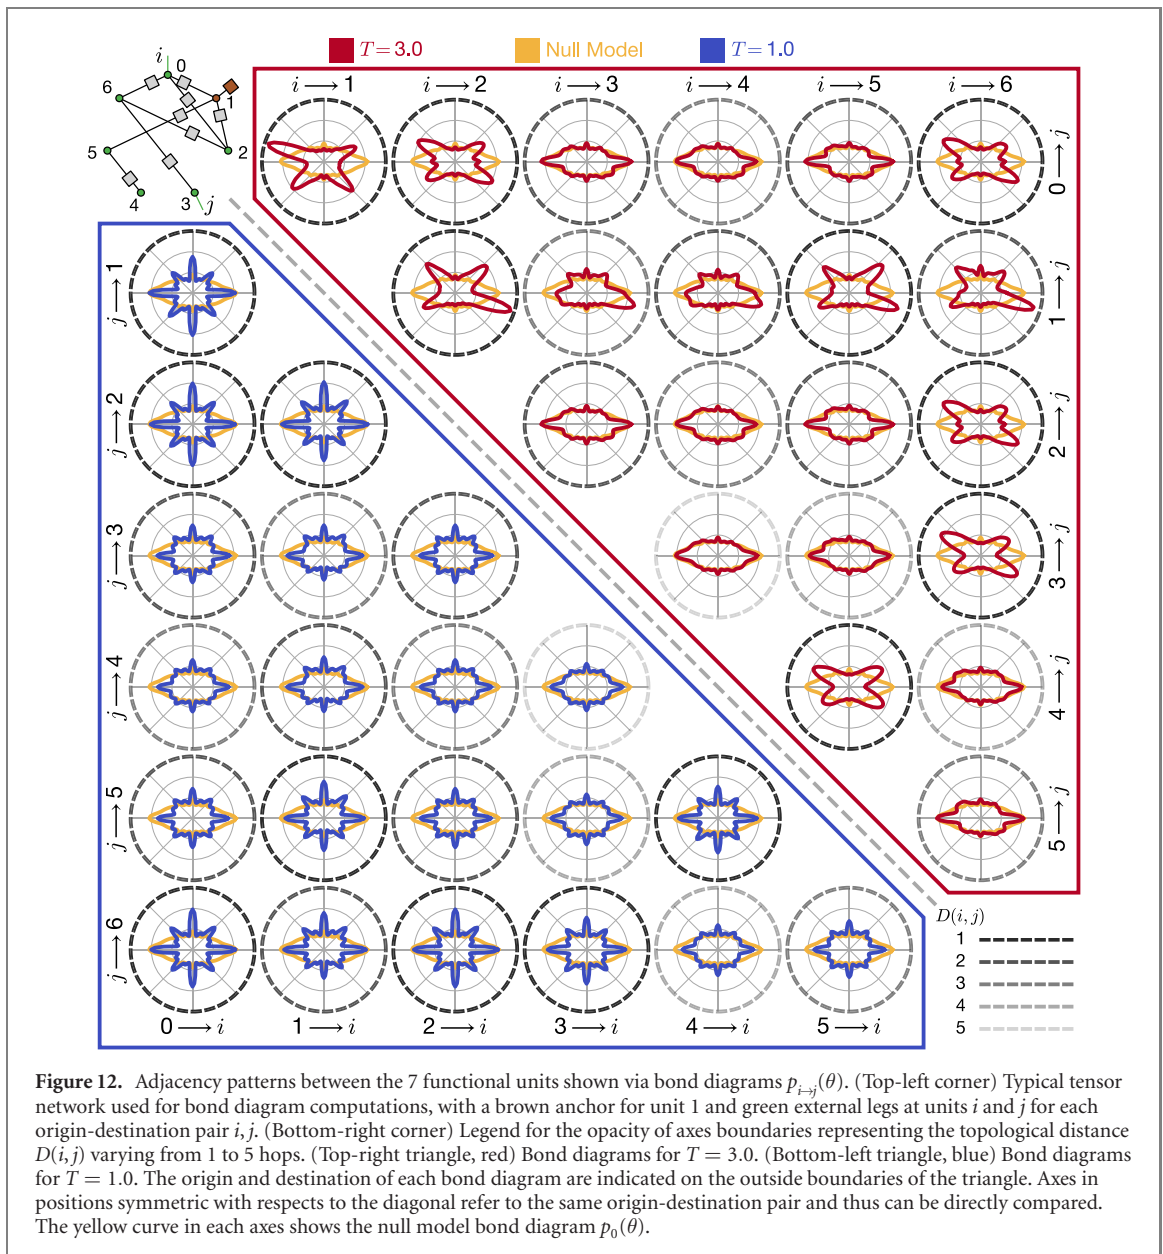 T = 3.0 Null Model T = 1.0
i 0
6 1
5 2
4 3 j
i → 1 i → 2 i → 3 i → 4 i → 5 i → 6
0 → j
1 → j
2 → j
3 → j
4 → j
5 → j
j → 1
j → 2
j → 3
j → 4
j → 5
j → 6
0 → i 1 → i 2 → i 3 → i 4 → i 5 → i
D(i, j)
1
2
3
4
5
Figure 12. Adjacency patterns between the 7 functional units shown via bond diagrams p_{i↦j}(θ). (Top-left corner) Typical tensor
network used for bond diagram computations, with a brown anchor for unit 1 and green external legs at units i and j for each
origin-destination pair i, j. (Bottom-right corner) Legend for the opacity of axes boundaries representing the topological distance
D(i, j) varying from 1 to 5 hops. (Top-right triangle, red) Bond diagrams for T = 3.0. (Bottom-left triangle, blue) Bond diagrams
for T = 1.0. The origin and destination of each bond diagram are indicated on the outside boundaries of the triangle. Axes in
positions symmetric with respects to the diagonal refer to the same origin-destination pair and thus can be directly compared.
The yellow curve in each axes shows the null model bond diagram p₀(θ).